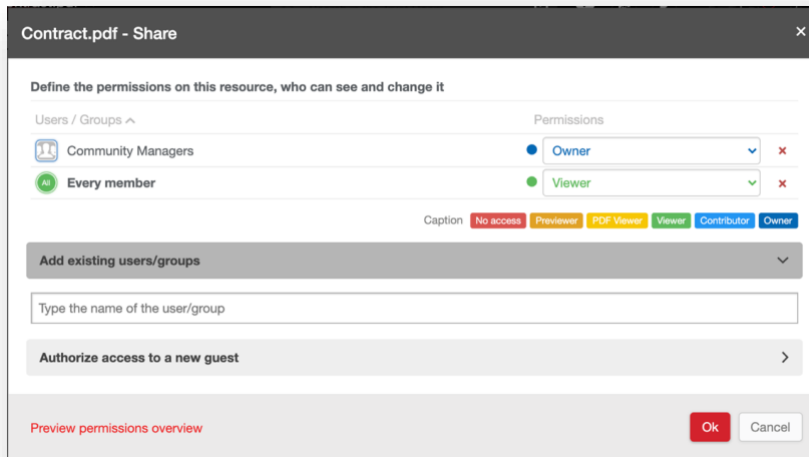 Contract.pdf - Share
Define the permissions on this resource, who can see and change it
Users / Groups Permissions
Community Managers Owner
All Every member Viewer
Caption No access Previewer PDF Viewer Viewer Contributor Owner
Add existing users/groups
Type the name of the user/group
Authorize access to a new guest
Preview permissions overview Ok Cancel